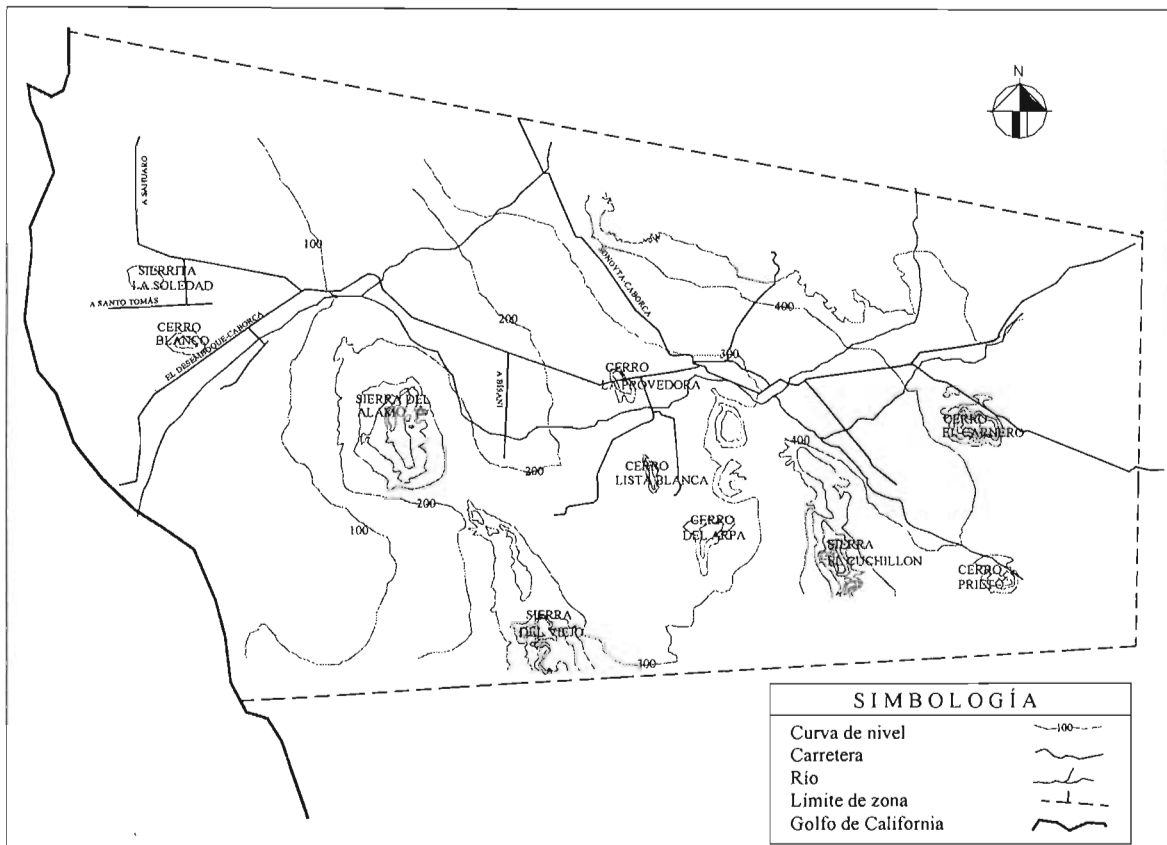 N
A SAHUARO
100
SIERRITA
LA SOLEDAD
A SANTO TOMÁS
CERRO
BLANCO
EL DESEMBOQUE-CABORCA
SONOYTA-CABORCA
400
200
300
A BISANI
CERRO
LA PROVEDORA
SIERRA DEL
ALAMO
CERRO
EL CARNERO
400
200
CERRO
LISTA BLANCA
200
100
CERRO
DEL ARPA
SIERRA
EL CUCHILLON
CERRO
PRIETO
SIERRA
DEL VIEJO
300
SIMBOLOGÍA
Curva de nivel
100
Carretera
Río
Límite de zona
Golfo de California